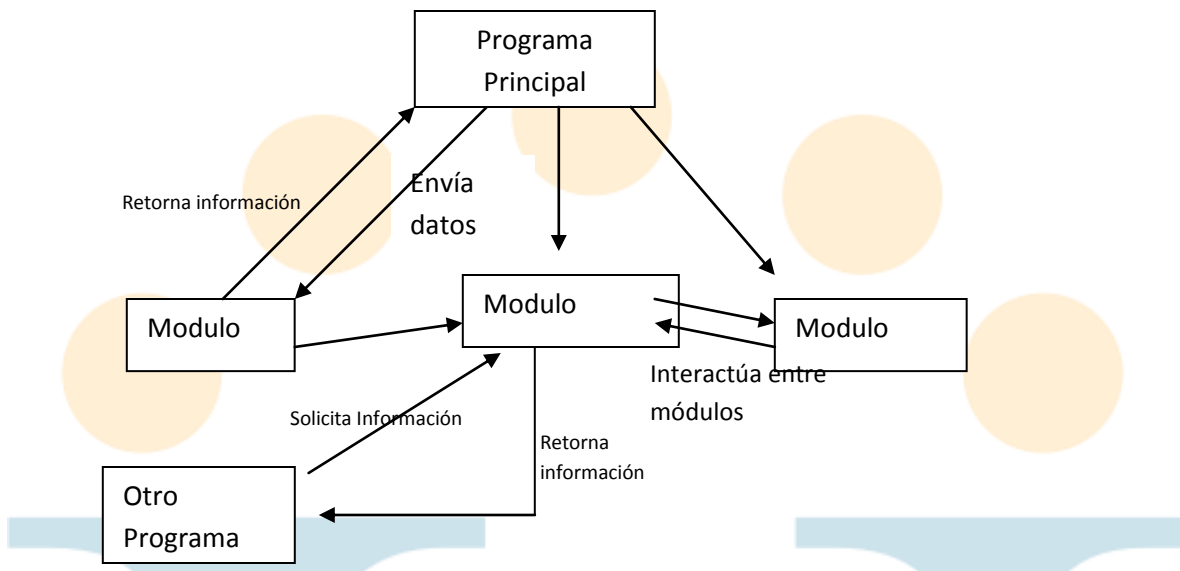 Programa
Principal
Retorna información
Envía
datos
Modulo
Modulo
Modulo
Interactúa entre
módulos
Solicita Información
Retorna
información
Otro
Programa